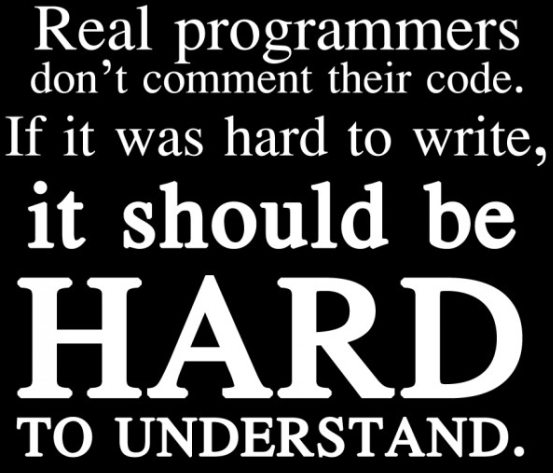 Real programmers
don't comment their code.
If it was hard to write,
it should be
HARD
TO UNDERSTAND.